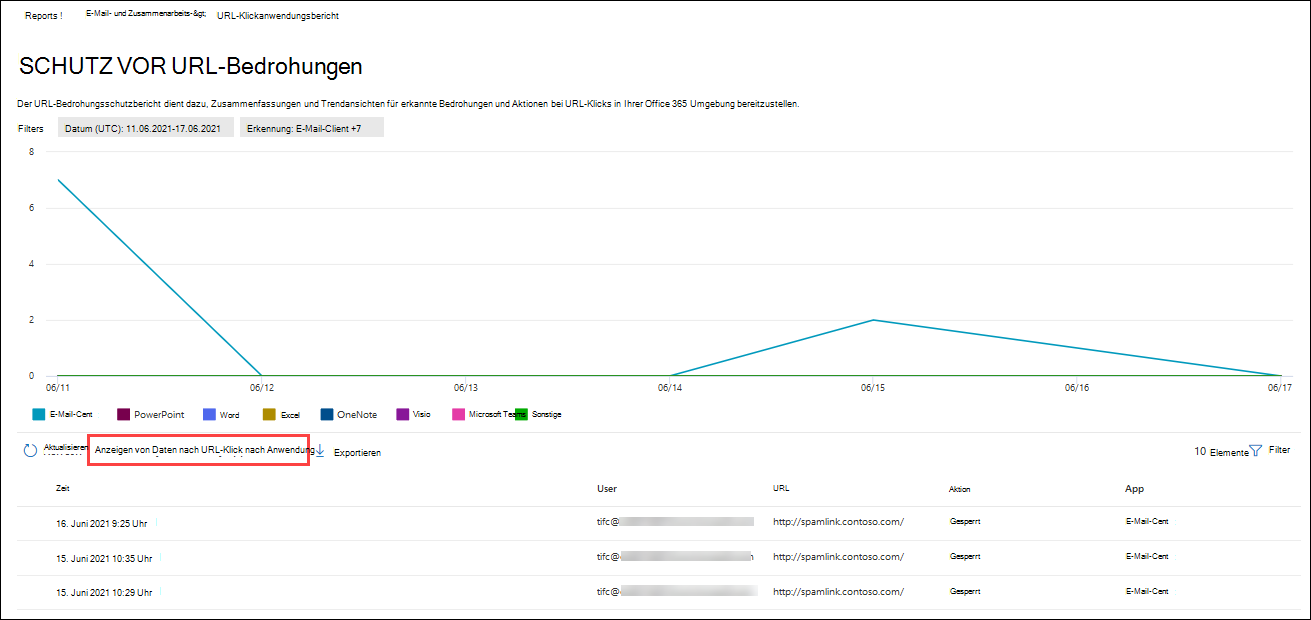 Reports ! E-Mail- und Zusammenarbeits-&gt; URL-Klickanwendungsbericht
SCHUTZ VOR URL-Bedrohungen
Der URL-Bedrohungsschutzbericht dient dazu, Zusammenfassungen und Trendansichten für erkannte Bedrohungen und Aktionen bei URL-Klicks in Ihrer Office 365 Umgebung bereitzustellen.
Filters Datum (UTC): 11.06.2021-17.06.2021 Erkennung: E-Mail-Client +7
8
6
4
2
0
06/11 06/12 06/13 06/14 06/15 06/16 06/17
E-Mail-Cent PowerPoint Word Excel OneNote Visio Microsoft Teams Sonstige
Aktualisieren Anzeigen von Daten nach URL-Klick nach Anwendung Exportieren 10 Elemente Filter
Zeit User URL Aktion App
16. Juni 2021 9:25 Uhr tifc@ http://spamlink.contoso.com/ Gesperrt E-Mail-Cent
15. Juni 2021 10:35 Uhr tifc@ http://spamlink.contoso.com/ Gesperrt E-Mail-Cent
15. Juni 2021 10:29 Uhr tifc@ http://spamlink.contoso.com/ Gesperrt E-Mail-Cent